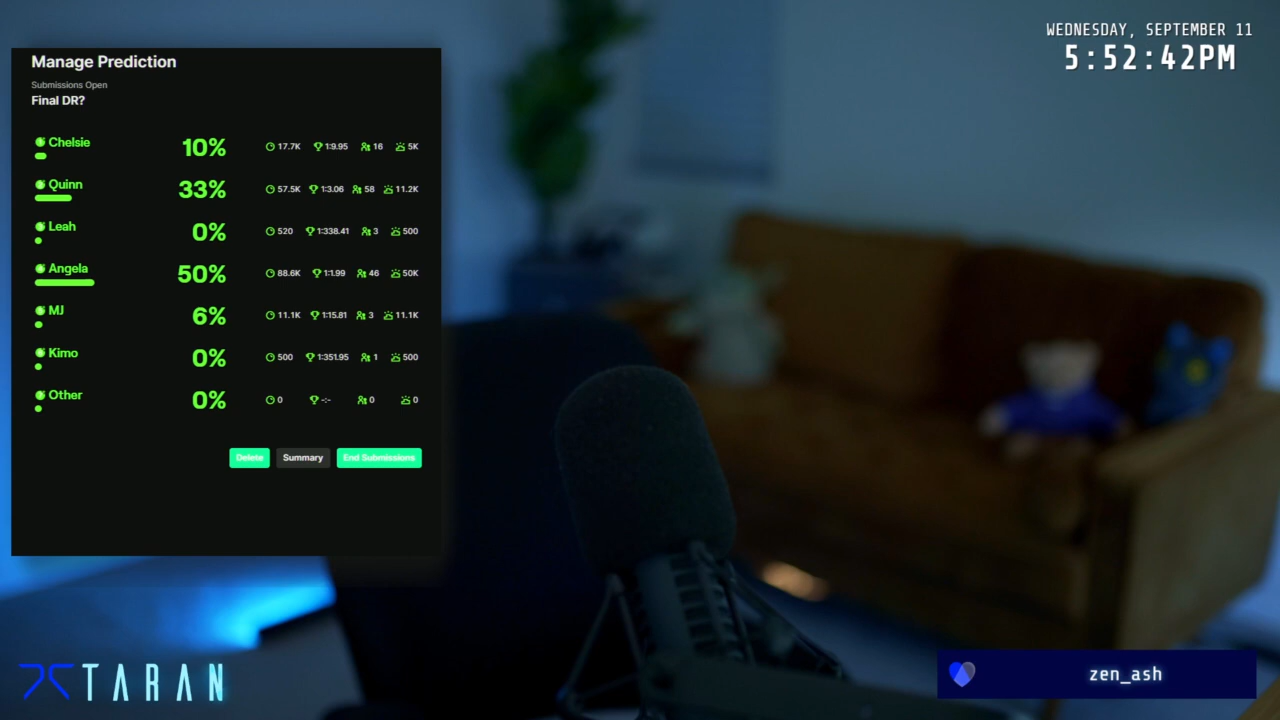 WEDNESDAY, SEPTEMBER 11
5:52:42PM
Manage Prediction
Submissions Open
Final DR?
Chelsie 10% 17.7K 1:9.95 16 5K
Quinn 33% 57.5K 1:3.06 58 11.2K
Leah 0% 520 1:338.41 3 500
Angela 50% 88.6K 1:1.99 46 50K
MJ 6% 11.1K 1:15.81 3 11.1K
Kimo 0% 500 1:351.95 1 500
Other 0% 0 -:- 0 0
Delete Summary End Submissions
TARAN
zen_ash